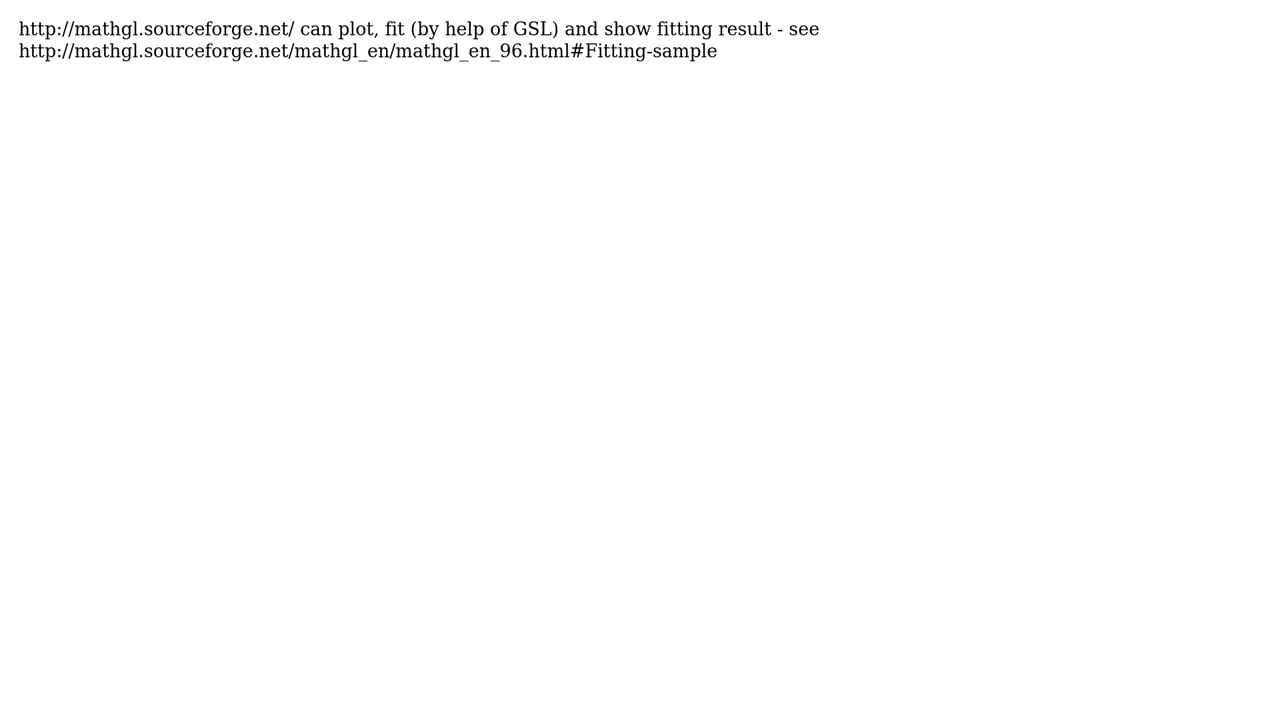 http://mathgl.sourceforge.net/ can plot, fit (by help of GSL) and show fitting result - see
http://mathgl.sourceforge.net/mathgl_en/mathgl_en_96.html#Fitting-sample